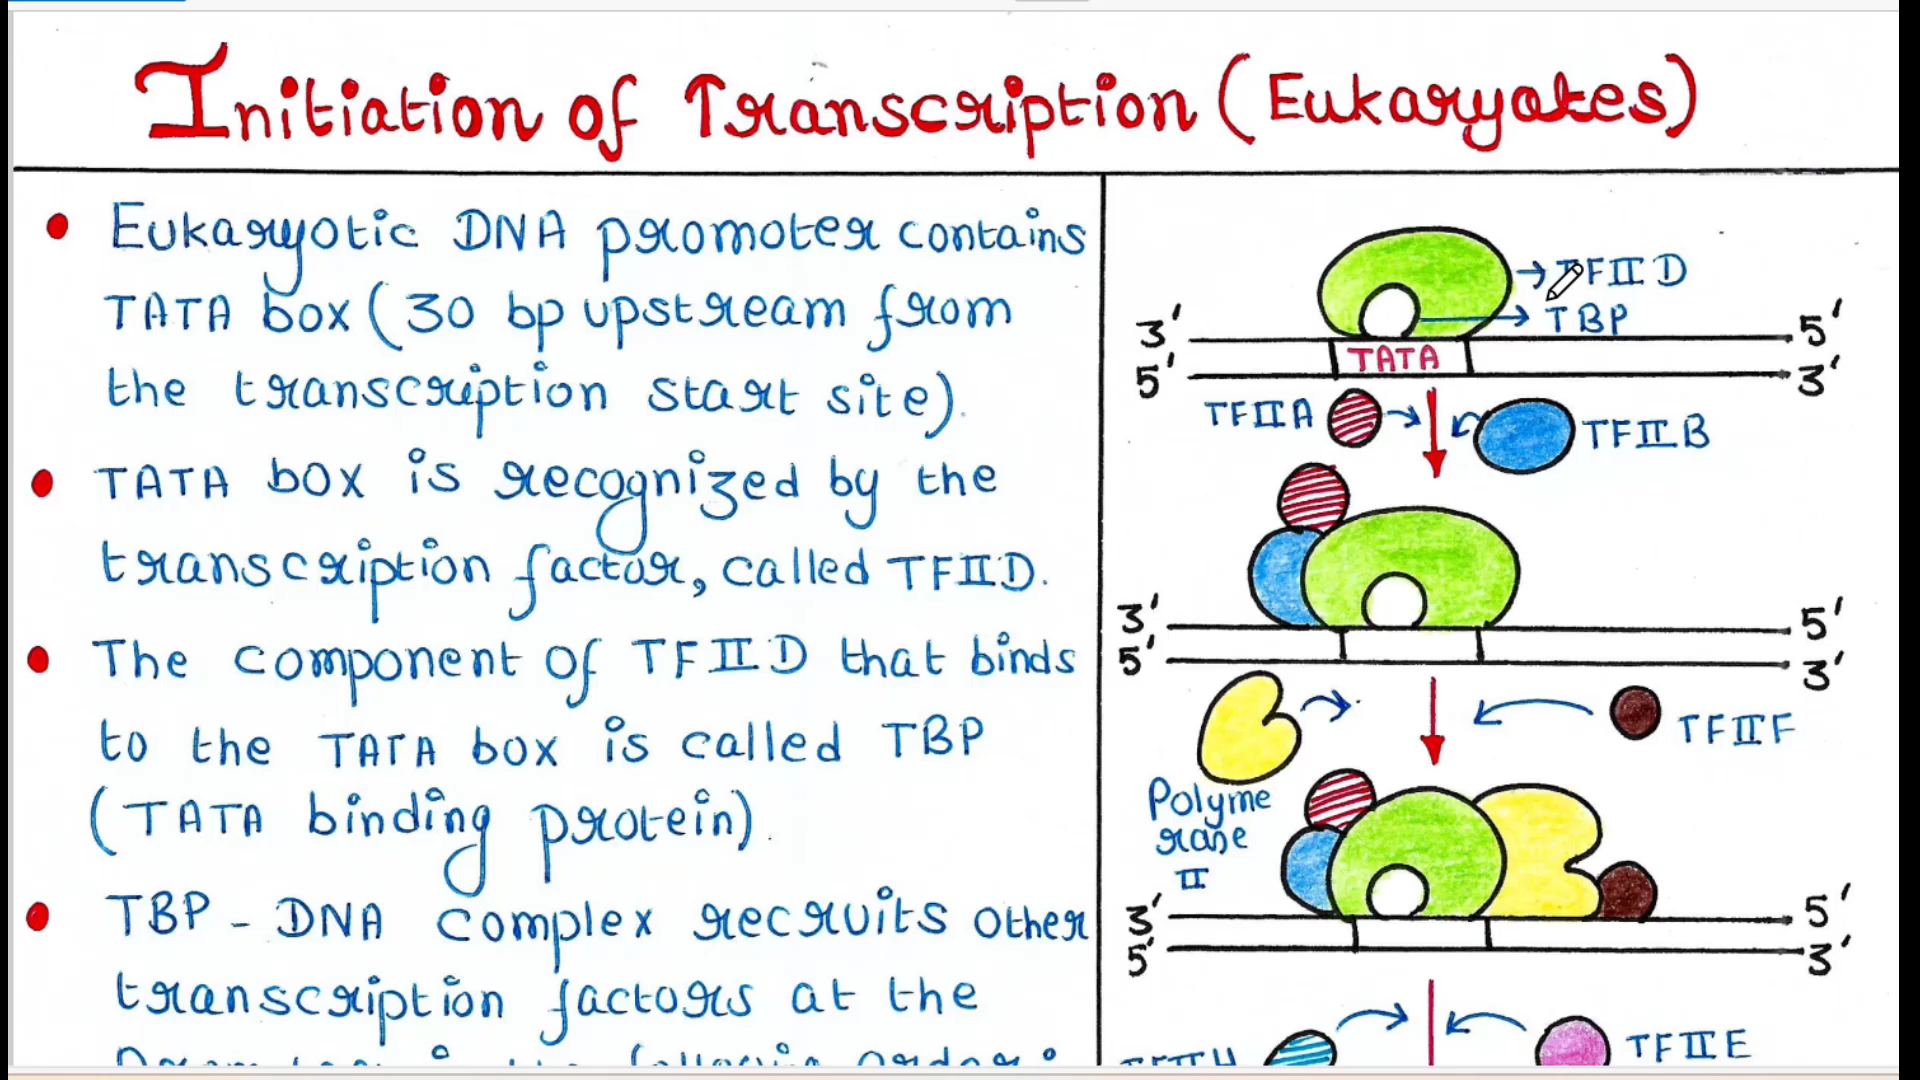 Initiation of Transcription (Eukaryotes)
• Eukaryotic DNA promoter contains
TATA box (30 bp upstream from
the transcription start site).
• TATA box is recognized by the
transcription factor, called TFIID.
• The component of TFIID that binds
to the TATA box is called TBP
(TATA binding protein).
• TBP - DNA complex recruits other
transcription factors at the
TFIID
TBP
3' 5'
TATA
5' 3'
TFIIA TFIIB
3' 5'
5' 3'
TFIIF
Polyme
rase
II
3' 5'
5' 3'
TFIIH TFIIE